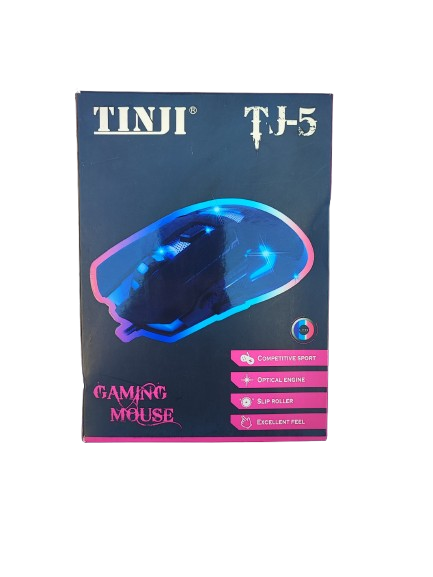 TINJI® TJ-5
COMPETITIVE SPORT
OPTICAL ENGINE
SLIP ROLLER
EXCELLENT FEEL
GAMING
MOUSE